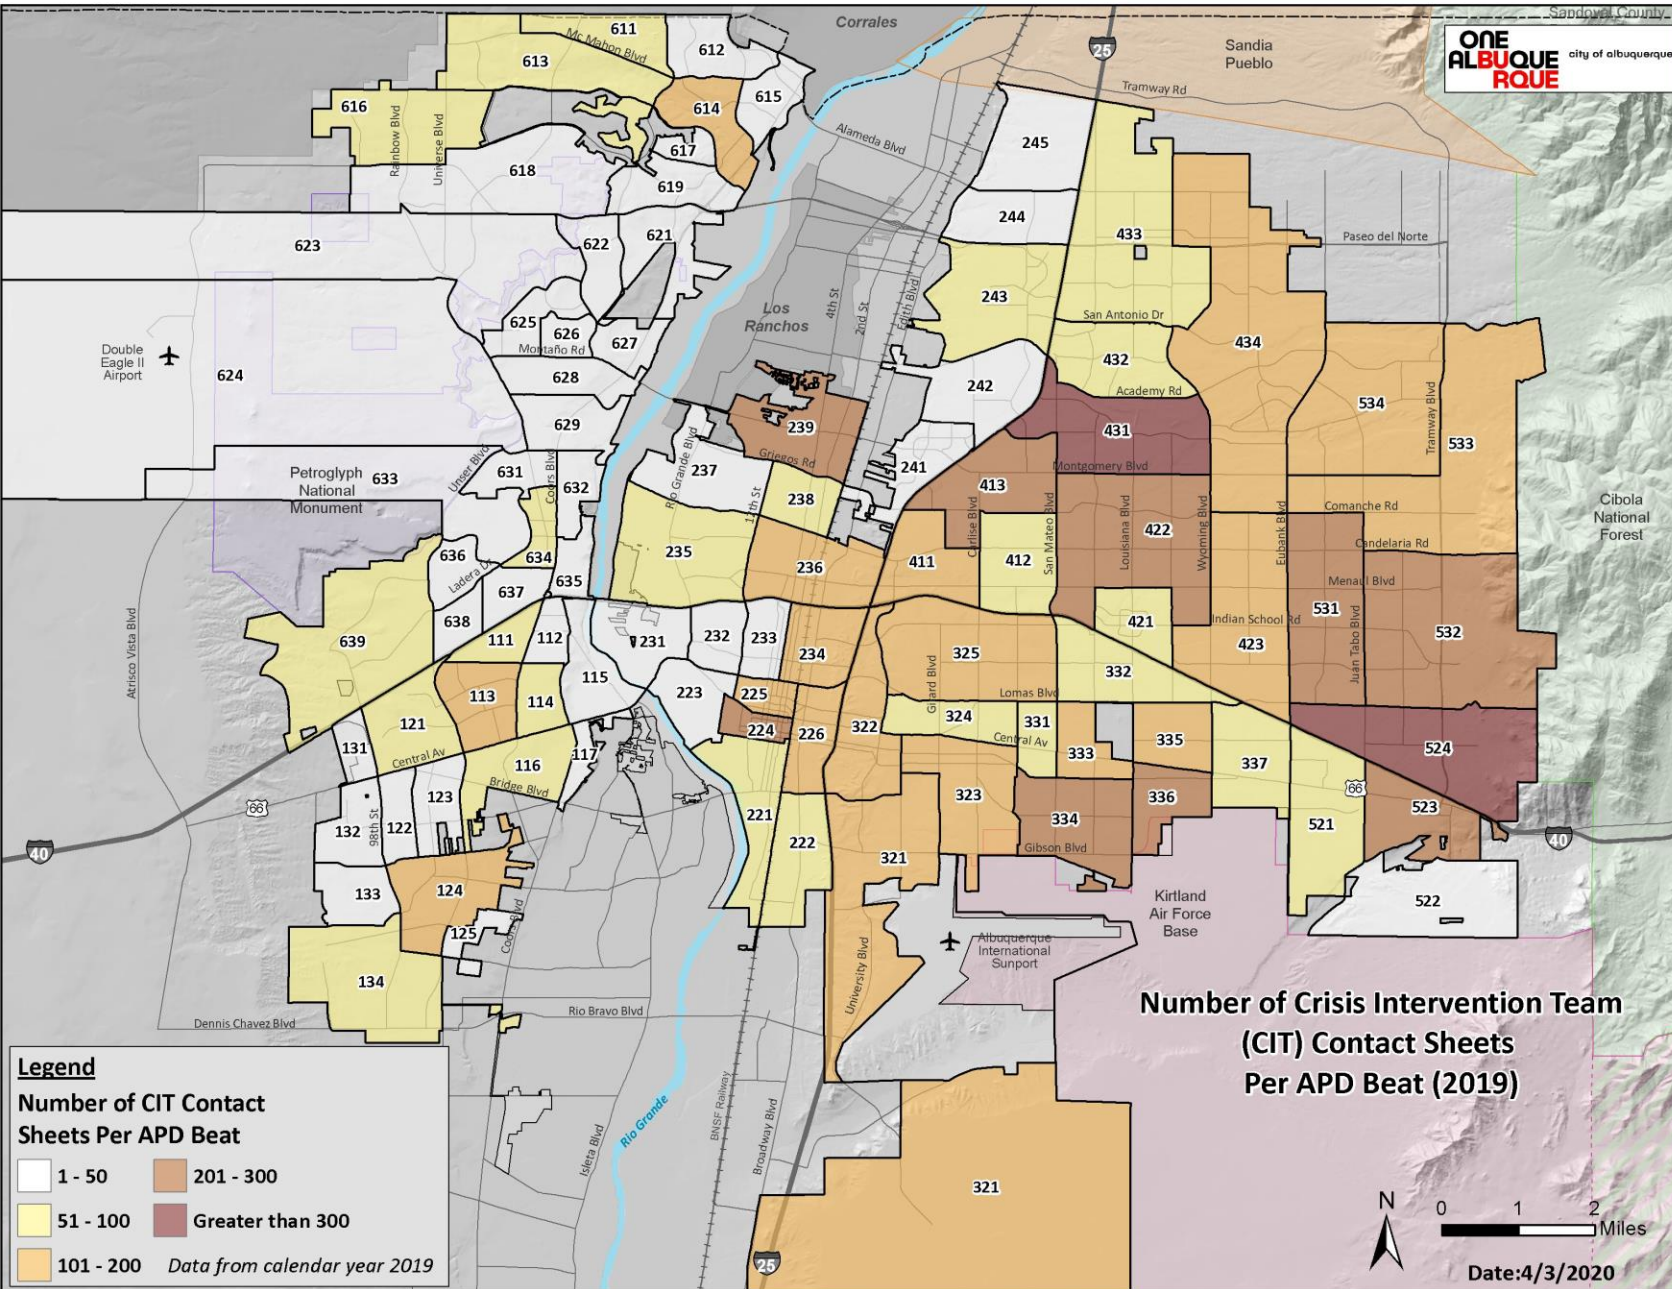 Corrales
Sandoval County
ONE
ALBUQUE
RQUE
city of albuquerque
25
Sandia
Pueblo
Tramway Rd
611
Mc Mahon Blvd
612
613
615
614
616
Rainbow Blvd
Universe Blvd
617
618
619
Alameda Blvd
245
244
433
Paseo del Norte
623
622
621
243
San Antonio Dr
Los
Ranchos
4th St
2nd St
Edith Blvd
625
626
Montaño Rd
627
Double
Eagle II
Airport
624
628
432
Academy Rd
434
242
534
Tramway Blvd
533
629
239
Griegos Rd
431
Montgomery Blvd
Petroglyph
National
Monument
633
Unser Blvd
631
Coors Blvd
632
Rio Grande Blvd
237
12th St
238
241
413
Carlisle Blvd
San Mateo Blvd
Louisiana Blvd
422
Wyoming Blvd
Eubank Blvd
Comanche Rd
Candelaria Rd
Cibola
National
Forest
636
Ladera Dr
634
635
235
236
411
412
Menaul Blvd
637
638
639
111
112
231
232
233
234
421
Indian School Rd
423
531
Juan Tabo Blvd
532
Atrisco Vista Blvd
325
Girard Blvd
332
Lomas Blvd
113
114
115
223
225
224
226
322
324
331
Central Av
333
335
337
524
121
131
Central Av
116
117
Bridge Blvd
66
98th St
132
122
123
40
221
222
323
334
336
Gibson Blvd
521
66
523
40
321
133
124
125
Coors Blvd
134
Dennis Chavez Blvd
Rio Bravo Blvd
University Blvd
Albuquerque
International
Sunport
Kirtland
Air Force
Base
522
Number of Crisis Intervention Team
(CIT) Contact Sheets
Per APD Beat (2019)
Legend
Number of CIT Contact
Sheets Per APD Beat
1 - 50
201 - 300
51 - 100
Greater than 300
101 - 200
Data from calendar year 2019
Isleta Blvd
Rio Grande
BNSF Railway
Broadway Blvd
25
321
N
0 1 2
Miles
Date:4/3/2020